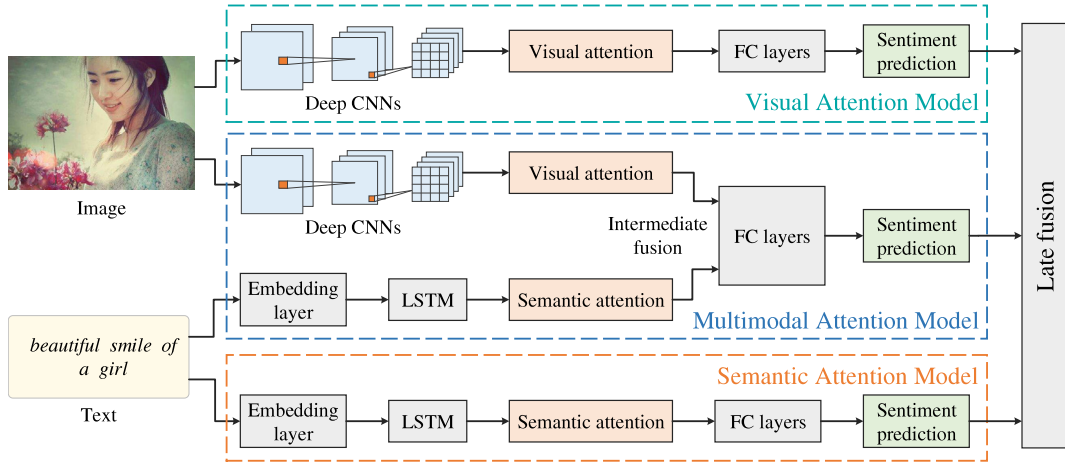 Visual attention
FC layers
Sentiment
prediction
Deep CNNs
Visual Attention Model
Image
Visual attention
Deep CNNs
Intermediate
fusion
FC layers
Sentiment
prediction
Embedding
layer
LSTM
Semantic attention
Multimodal Attention Model
beautiful smile of
a girl
Text
Semantic Attention Model
Embedding
layer
LSTM
Semantic attention
FC layers
Sentiment
prediction
Late fusion